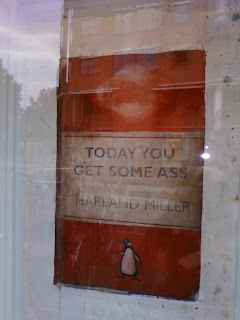 TODAY YOU
GET SOME ASS
HARLAND MILLER